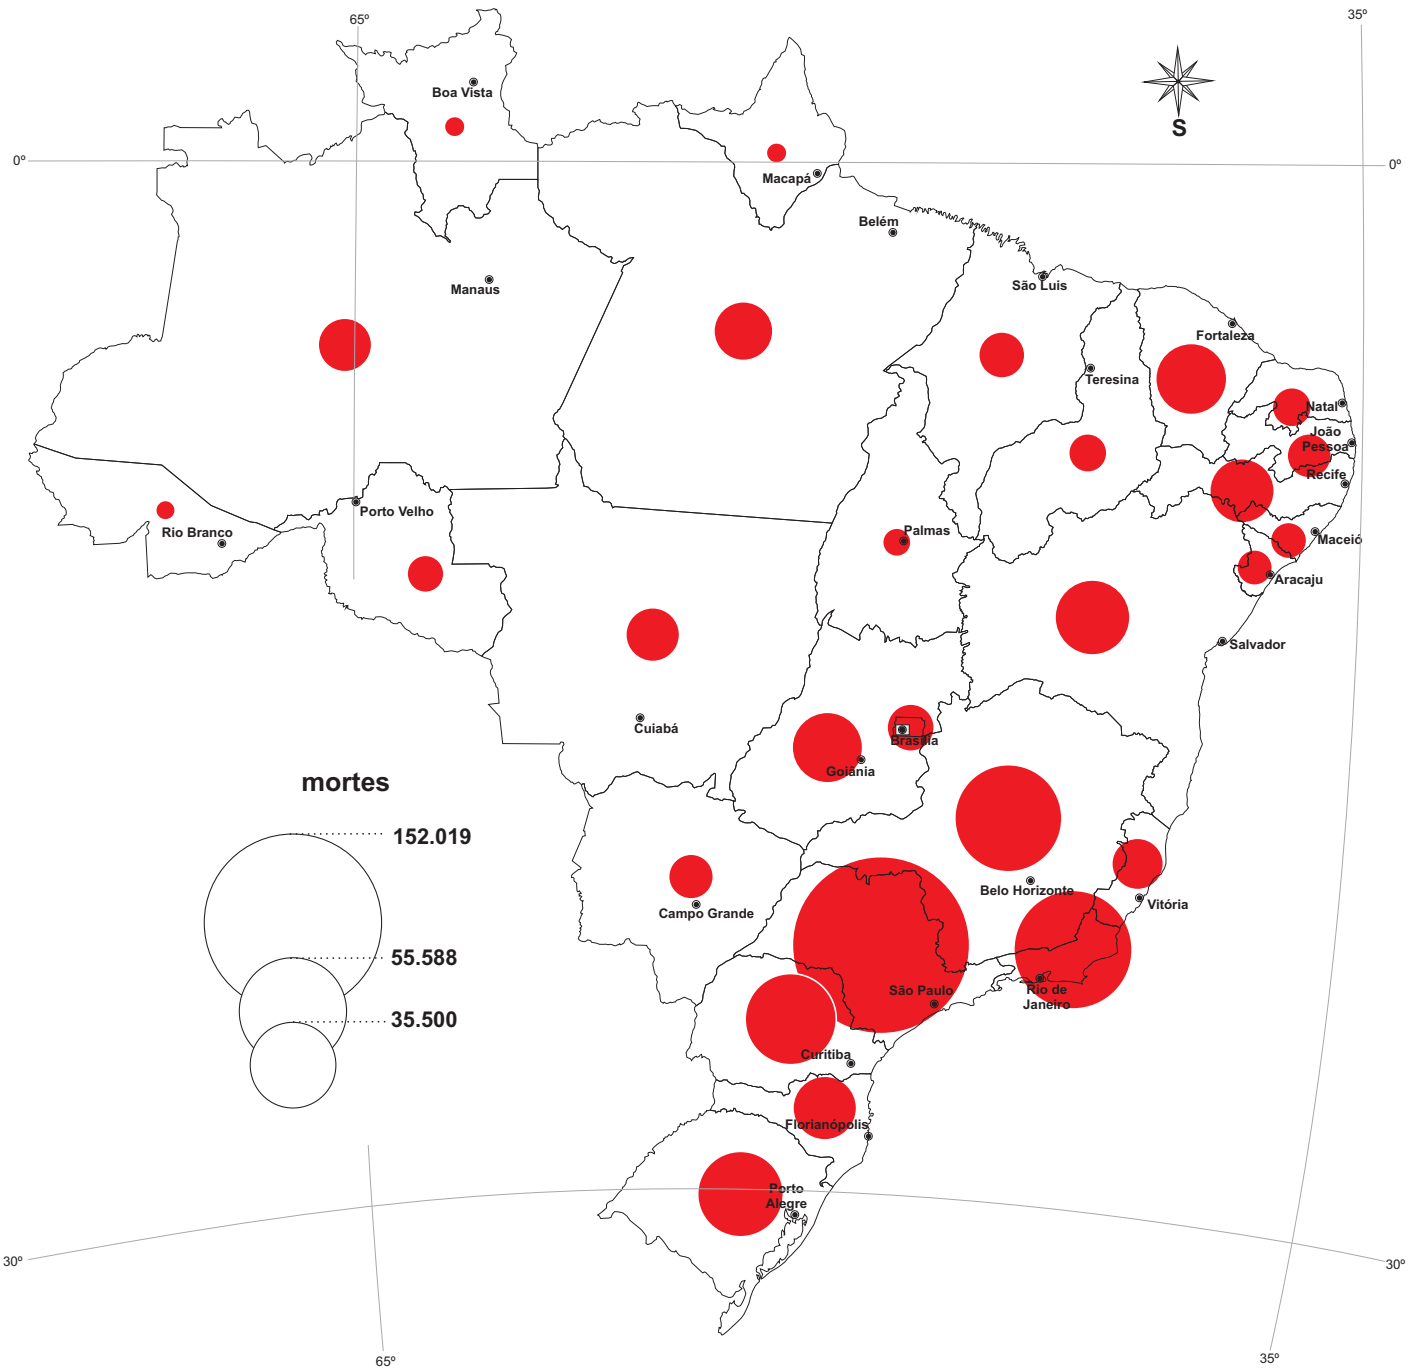 65º
35º
Boa Vista
S
0º
0º
Macapá
Belém
Manaus
São Luis
Fortaleza
Teresina
Natal
João
Pessoa
Recife
Porto Velho
Rio Branco
Palmas
Maceió
Aracaju
Salvador
Cuiabá
Brasília
Goiânia
mortes
152.019
Belo Horizonte
Vitória
Campo Grande
55.588
São Paulo
Rio de
Janeiro
35.500
Curitiba
Florianópolis
Porto
Alegre
30º
30º
65º
35º